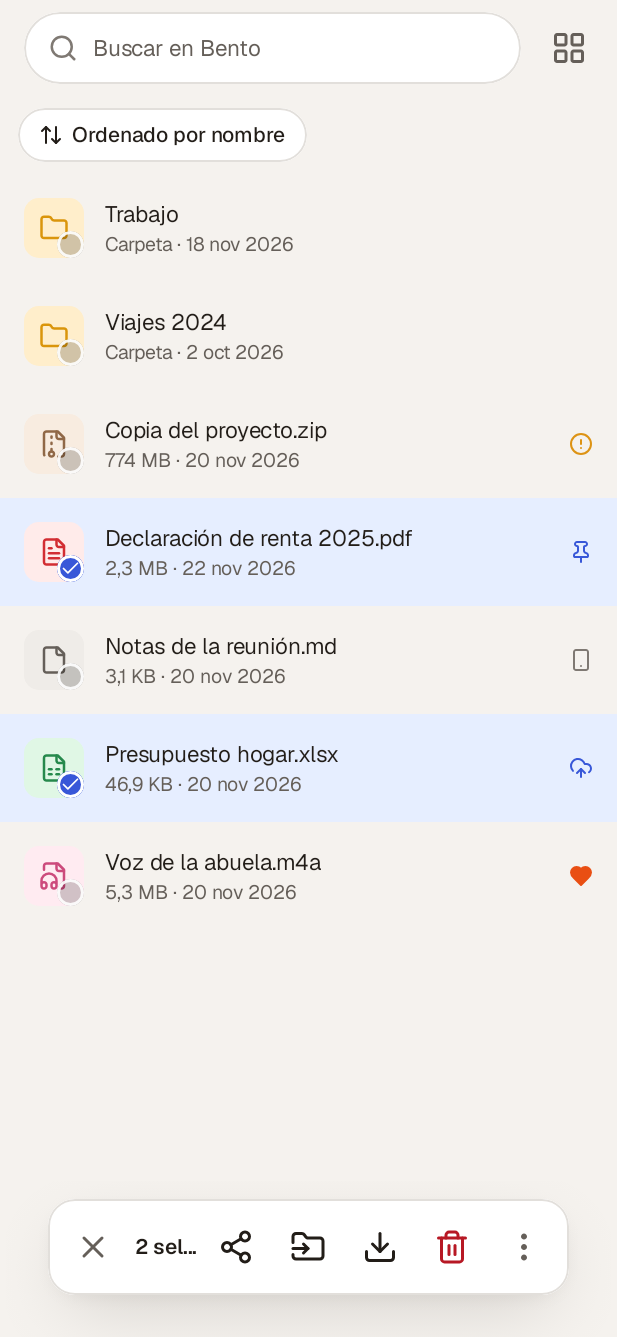 Buscar en Bento
Ordenado por nombre
Trabajo
Carpeta · 18 nov 2026
Viajes 2024
Carpeta · 2 oct 2026
Copia del proyecto.zip
774 MB · 20 nov 2026
Declaración de renta 2025.pdf
2,3 MB · 22 nov 2026
Notas de la reunión.md
3,1 KB · 20 nov 2026
Presupuesto hogar.xlsx
46,9 KB · 20 nov 2026
Voz de la abuela.m4a
5,3 MB · 20 nov 2026
2 sel...